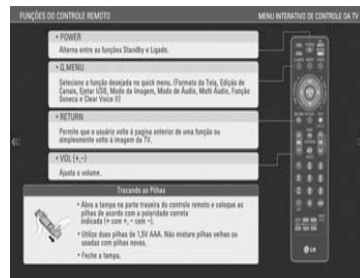 FUNÇÕES DO CONTROLE REMOTO
MENU INTERATIVO DE CONTROLE DA TV
• POWER
Alterna entre as funções Standby e Ligado.
• Q.MENU
Selecione a função desejada no quick menu. (Formato da Tela, Edição de
Canais, Ejetar USB, Modo da Imagem, Modo de Áudio, Multi Áudio, Função
Soneca e Clear Voice II)
• RETURN
Permite que o usuário volte à pagina anterior de uma função ou
simplesmente volte à imagem da TV.
• VOL (+,-)
Ajusta o volume.
Trocando as Pilhas
• Abra a tampa na parte traseira do controle remoto e coloque as
pilhas de acordo com a polaridade correta
indicada (+ com +, – com –).
• Utilize duas pilhas de 1,5V AAA. Não misture pilhas velhas ou
usadas com pilhas novas.
• Feche a tampa.
LG